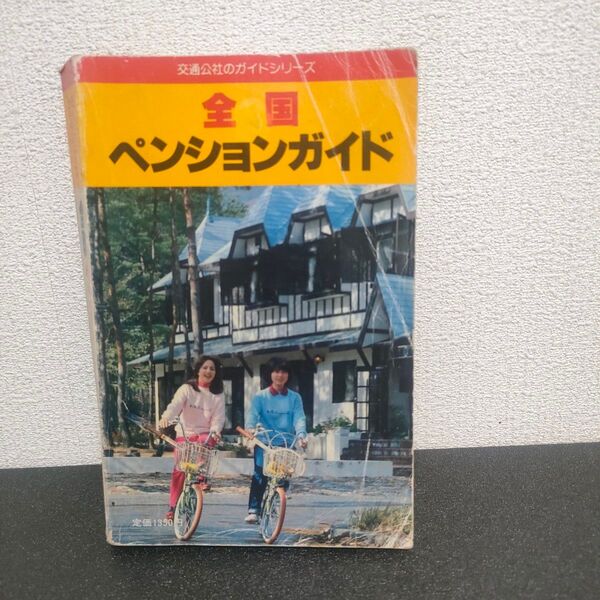 交通公社のガイドシリーズ
全国
ペンションガイド
定価1350円